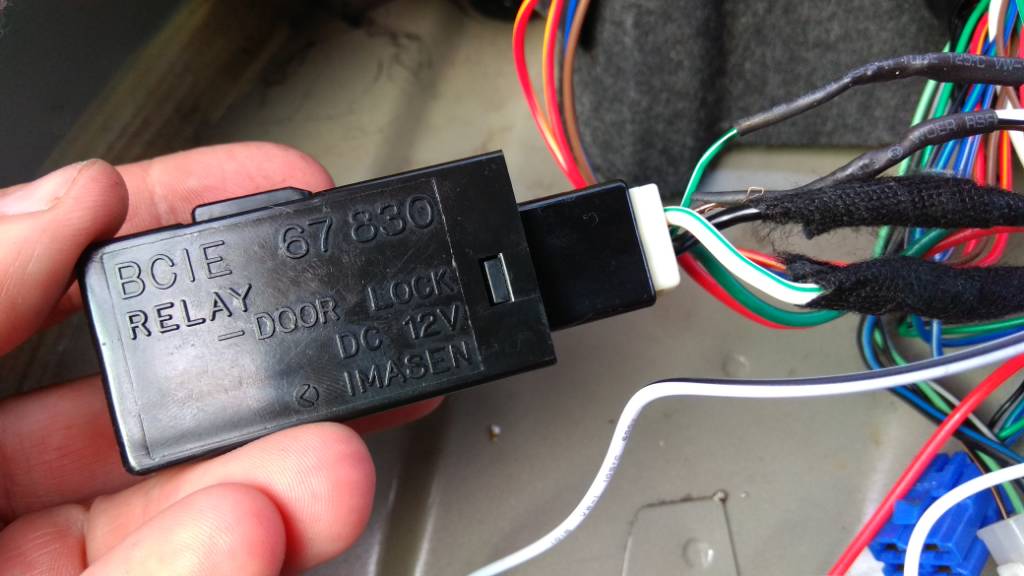 BCIE 67 830
RELAY
– DOOR LOCK
DC 12V.
IMASEN